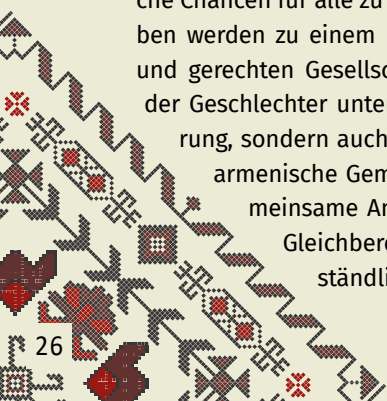 che Chancen für alle zu
ben werden zu einem
und gerechten Gesellsc
der Geschlechter unte
rung, sondern auch
armenische Gem
meinsame Ar
Gleichbere
ständli
26